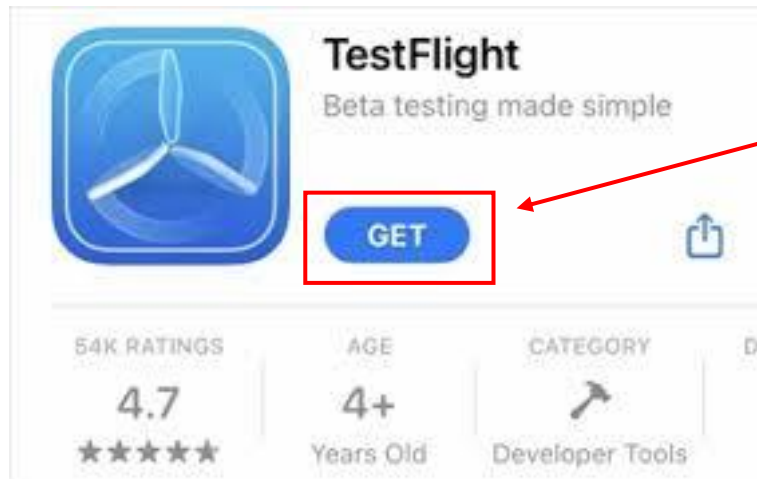 TestFlight
Beta testing made simple
GET
54K RATINGS
AGE
CATEGORY
D
4.7
4+
Years Old
Developer Tools